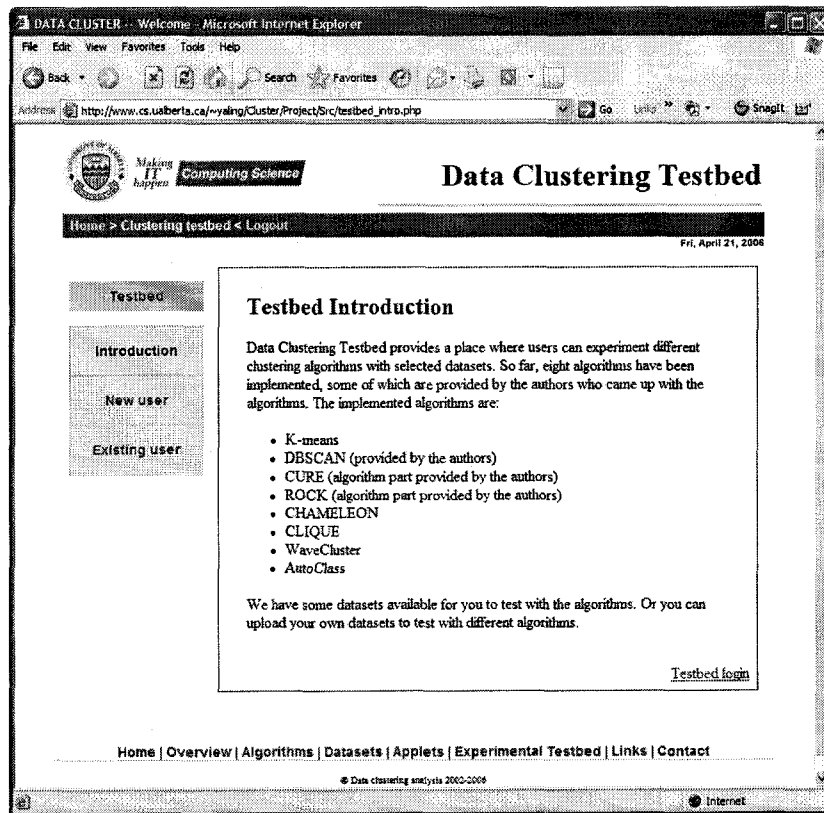 DATA CLUSTER -- Welcome - Microsoft Internet Explorer
File Edit View Favorites Tools Help
Back Search Favorites
Address http://www.cs.ualberta.ca/~yaling/Cluster/Project/Src/testbed_intro.php Go Links » SnagIt
Making IT happen Computing Science
Data Clustering Testbed
Home > Clustering testbed < Logout
Fri, April 21, 2006
Testbed
Introduction
New user
Existing user
Testbed Introduction
Data Clustering Testbed provides a place where users can experiment different
clustering algorithms with selected datasets. So far, eight algorithms have been
implemented, some of which are provided by the authors who came up with the
algorithms. The implemented algorithms are:
• K-means
• DBSCAN (provided by the authors)
• CURE (algorithm part provided by the authors)
• ROCK (algorithm part provided by the authors)
• CHAMELEON
• CLIQUE
• WaveCluster
• AutoClass
We have some datasets available for you to test with the algorithms. Or you can
upload your own datasets to test with different algorithms.
Testbed login
Home | Overview | Algorithms | Datasets | Applets | Experimental Testbed | Links | Contact
© Data clustering analysis 2002-2006
Internet